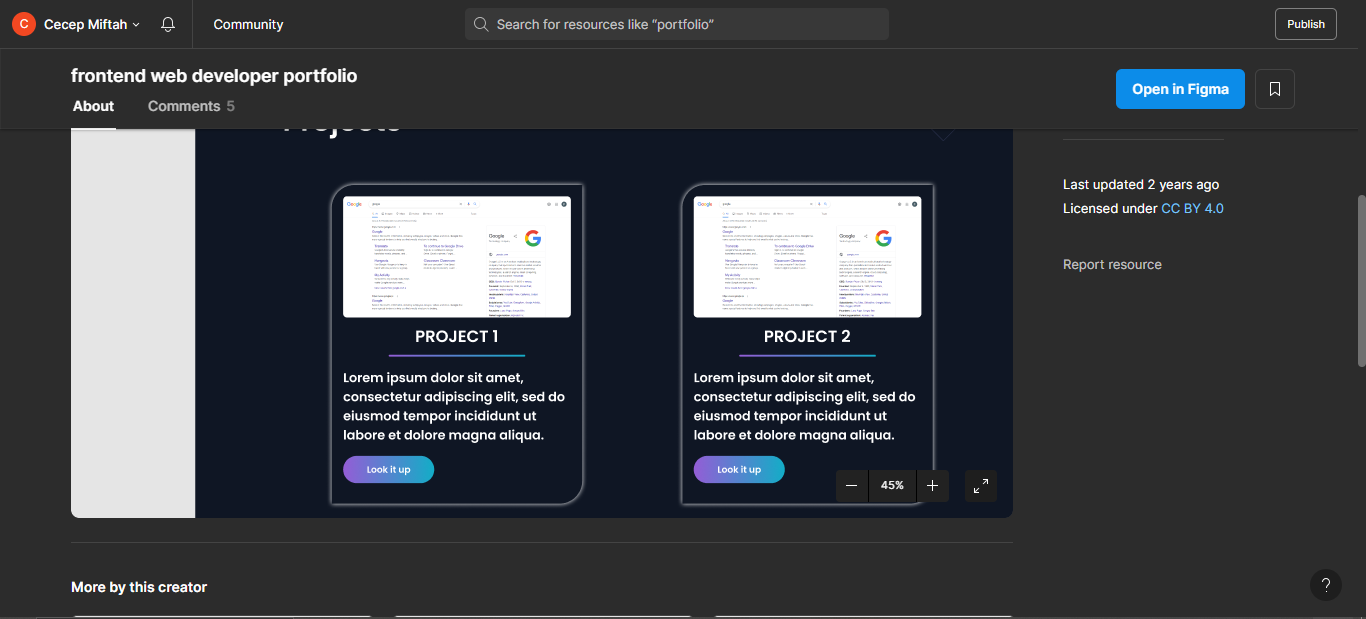 C Cecep Miftah
Community
Search for resources like “portfolio”
Publish
frontend web developer portfolio
About
Comments 5
Open in Figma
Projects
Last updated 2 years ago
Licensed under CC BY 4.0
Report resource
Google
Google
PROJECT 1
Lorem ipsum dolor sit amet,
consectetur adipiscing elit, sed do
eiusmod tempor incididunt ut
labore et dolore magna aliqua.
Look it up
Google
Google
PROJECT 2
Lorem ipsum dolor sit amet,
consectetur adipiscing elit, sed do
eiusmod tempor incididunt ut
labore et dolore magna aliqua.
Look it up
45%
More by this creator
?